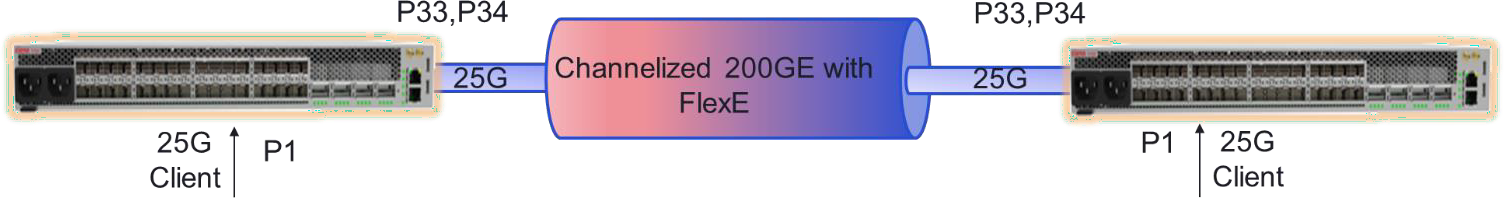 P33,P34
P33,P34
25G
Channelized 200GE with
FlexE
25G
25G
Client
P1
P1
25G
Client